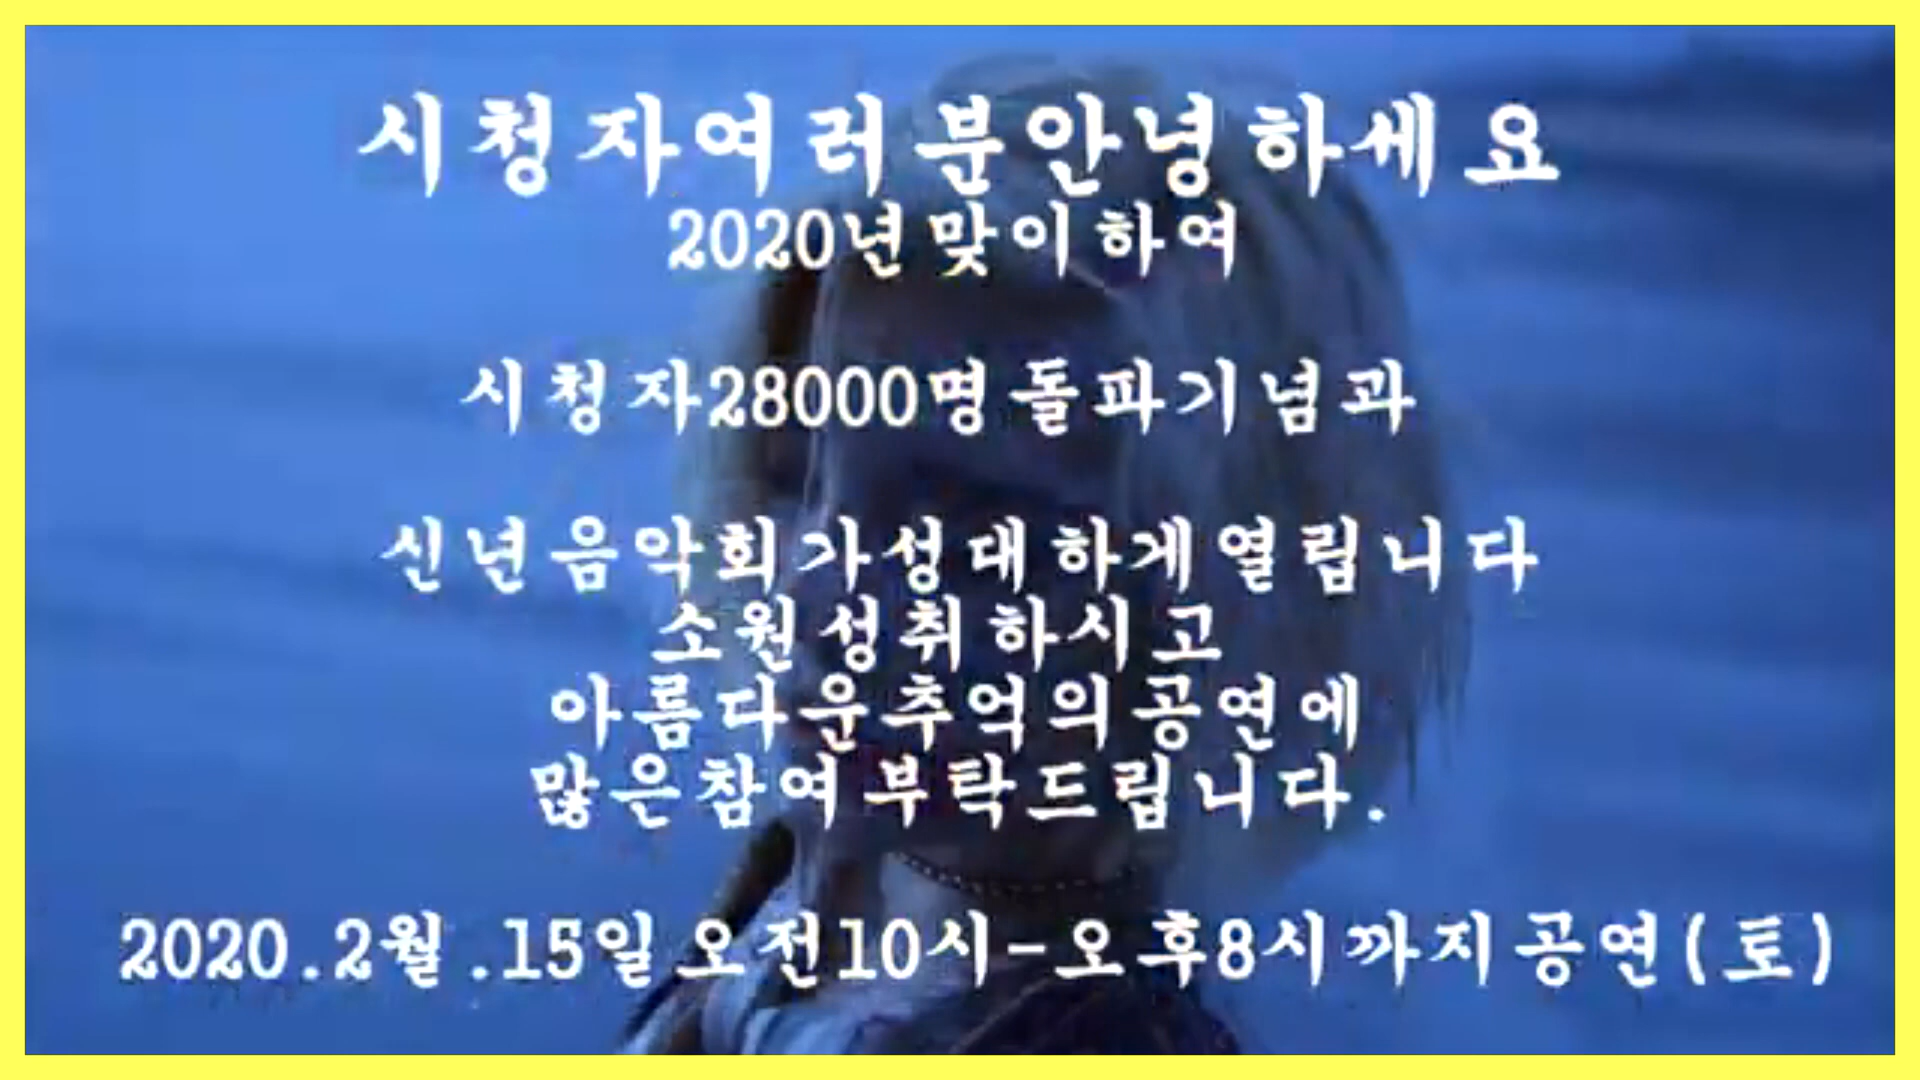 시청자여러분안녕하세요
2020년맞이하여
시청자28000명돌파기념과
신년음악회가성대하게열립니다
소원성취하시고
아름다운추억의공연에
많은참여부탁드립니다.
2020.2월.15일오전10시-오후8시까지공연(토)